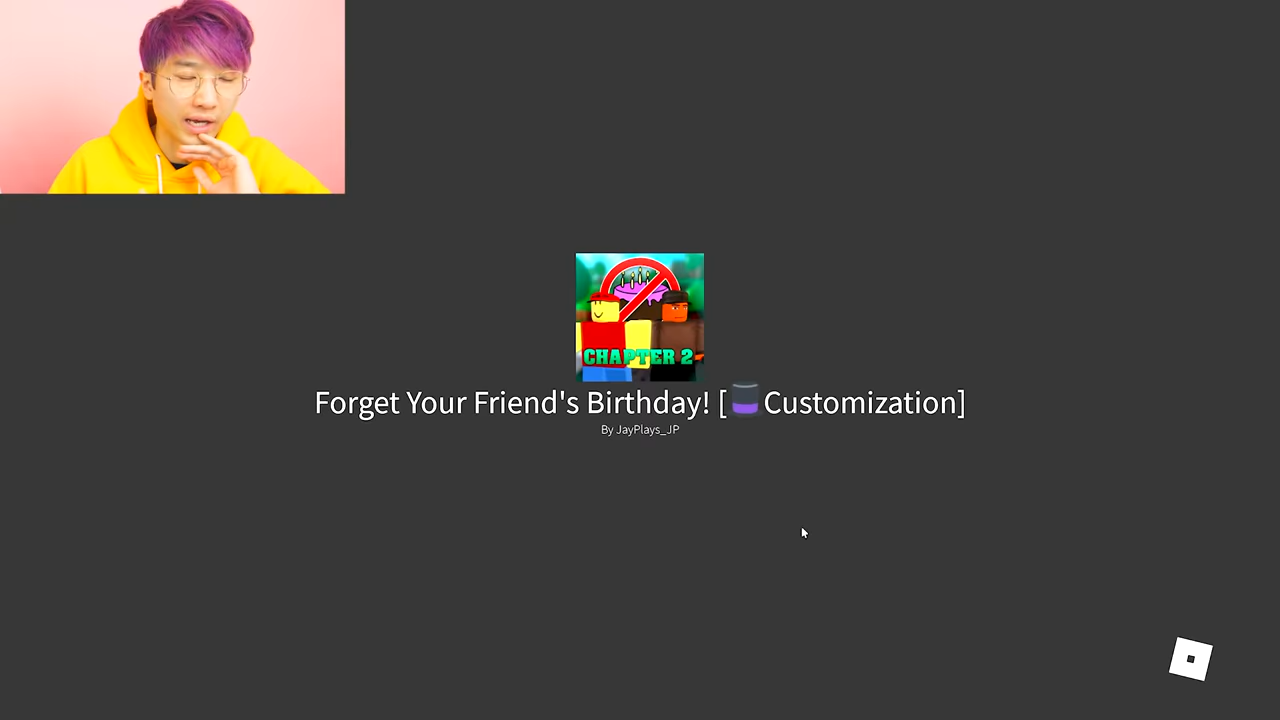 CHAPTER 2
Forget Your Friend's Birthday! [ Customization]
By JayPlays_JP